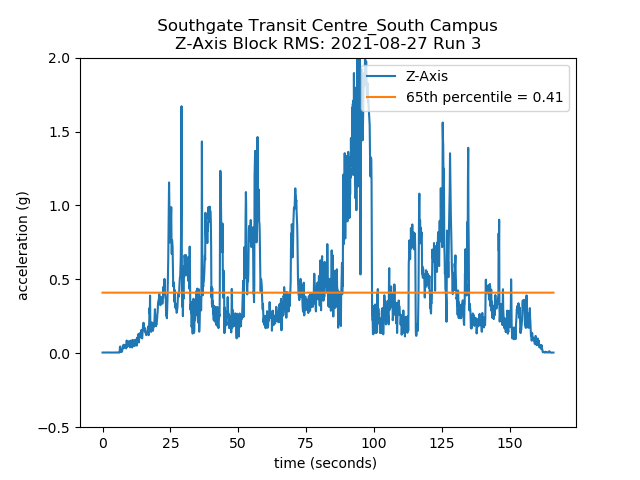 Southgate Transit Centre_South Campus
Z-Axis Block RMS: 2021-08-27 Run 3
Z-Axis
65th percentile = 0.41
acceleration (g)
2.0
1.5
1.0
0.5
0.0
−0.5
0 25 50 75 100 125 150
time (seconds)